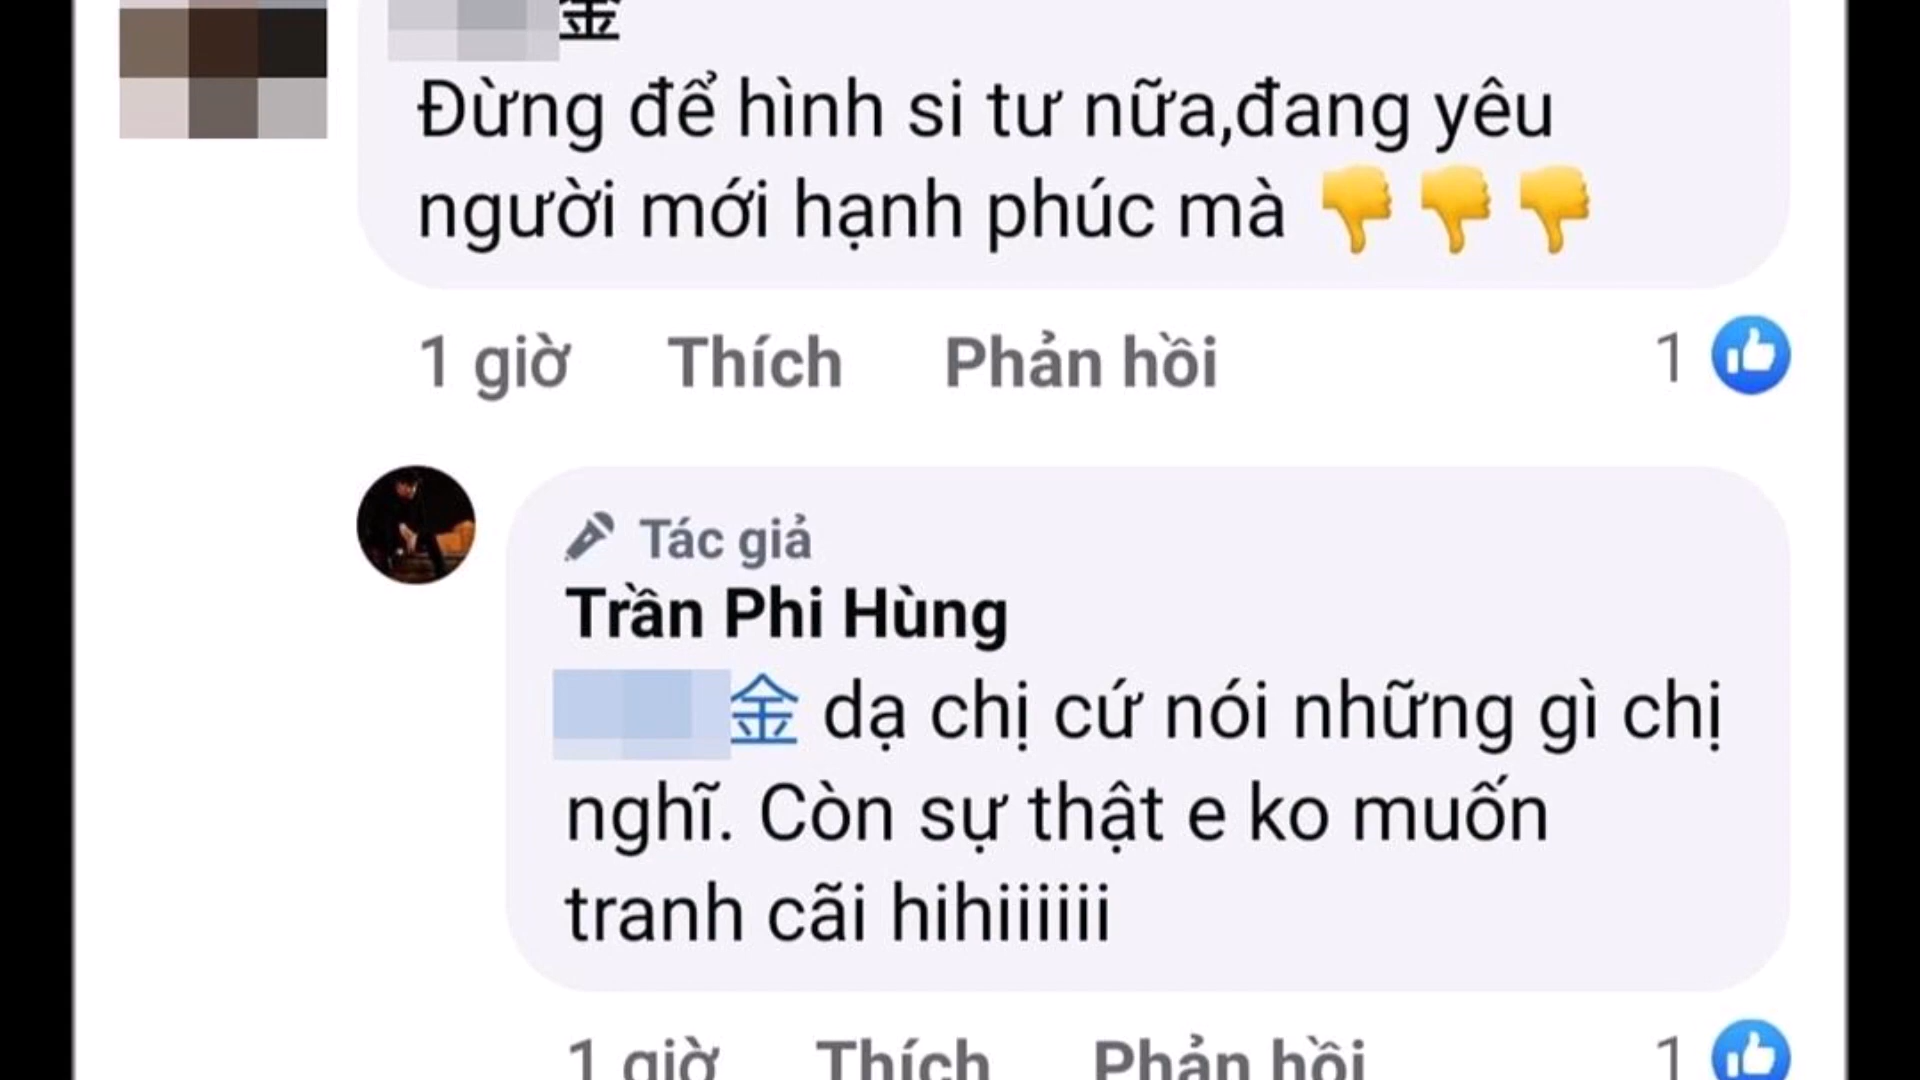 金
Đừng để hình si tư nữa,đang yêu
người mới hạnh phúc mà 👎👎👎
1 giờ Thích Phản hồi 1
Tác giả
Trần Phi Hùng
金 dạ chị cứ nói những gì chị
nghĩ. Còn sự thật e ko muốn
tranh cãi hihiiiiiii
1 giờ Thích Phản hồi 1